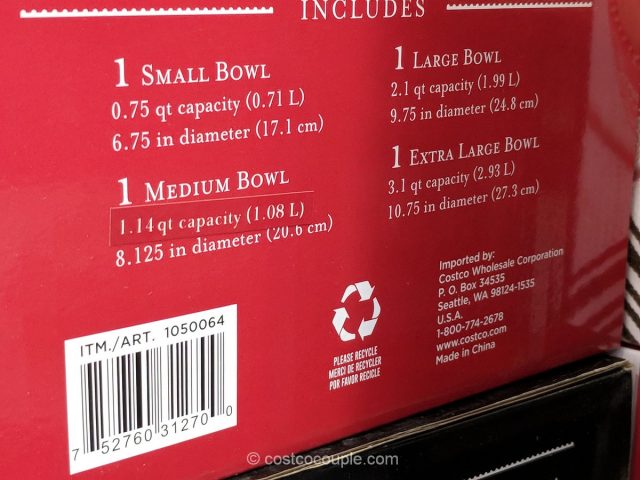 INCLUDES
1 SMALL BOWL
0.75 qt capacity (0.71 L)
6.75 in diameter (17.1 cm)
1 MEDIUM BOWL
1.14 qt capacity (1.08 L)
8.125 in diameter (20.6 cm)
1 LARGE BOWL
2.1 qt capacity (1.99 L)
9.75 in diameter (24.8 cm)
1 EXTRA LARGE BOWL
3.1 qt capacity (2.93 L)
10.75 in diameter (27.3 cm)
Imported by:
Costco Wholesale Corporation
P. O. Box 34535
Seattle, WA 98124-1535
U.S.A.
1-800-774-2678
www.costco.com
Made in China
PLEASE RECYCLE
MERCI DE RECYCLER
POR FAVOR RECICLE
ITM./ART. 1050064
7 52760 31270 0
© costcocouple.com